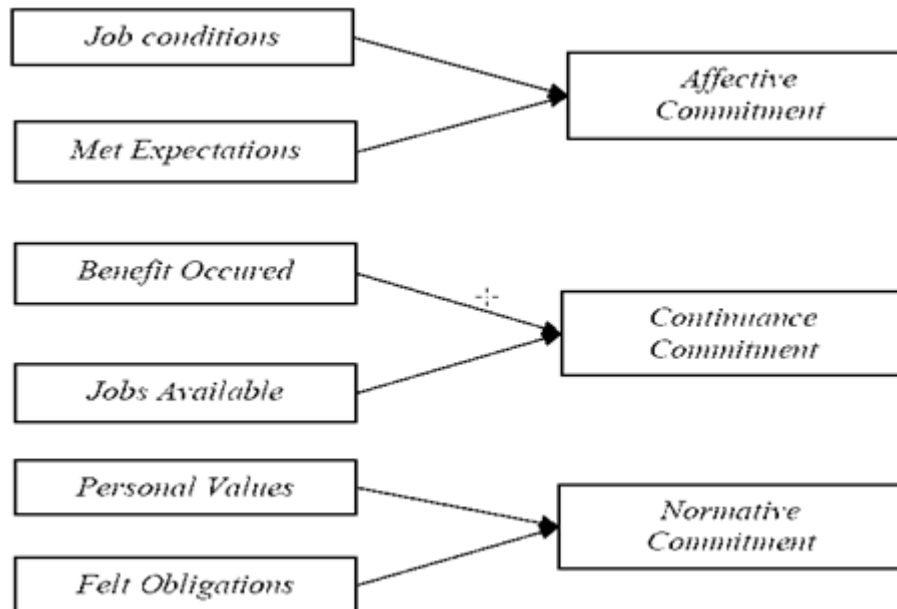 Job conditions
Affective
Commitment
Met Expectations
Benefit Occured
Continuance
Commitment
Jobs Available
Personal Values
Normative
Commitment
Felt Obligations